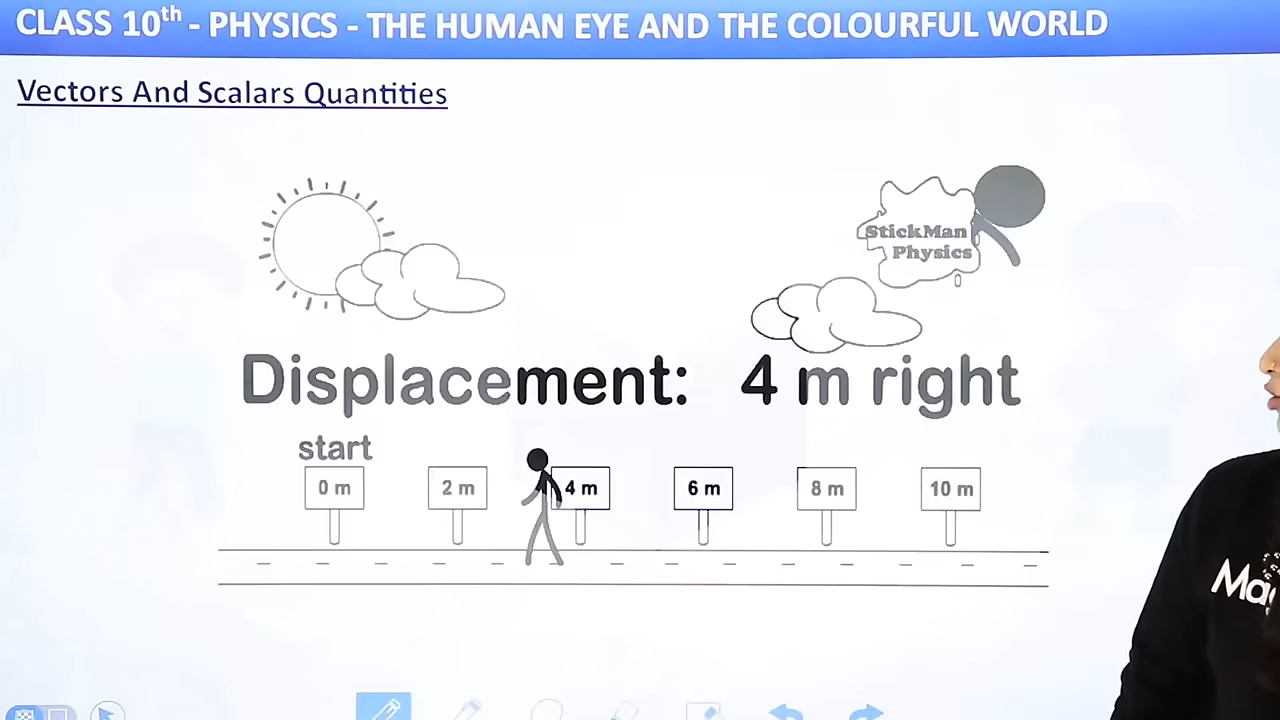 CLASS 10th - PHYSICS - THE HUMAN EYE AND THE COLOURFUL WORLD
Vectors And Scalars Quantities
StickMan
Physics
Displacement: 4 m right
start
0 m 2 m 4 m 6 m 8 m 10 m